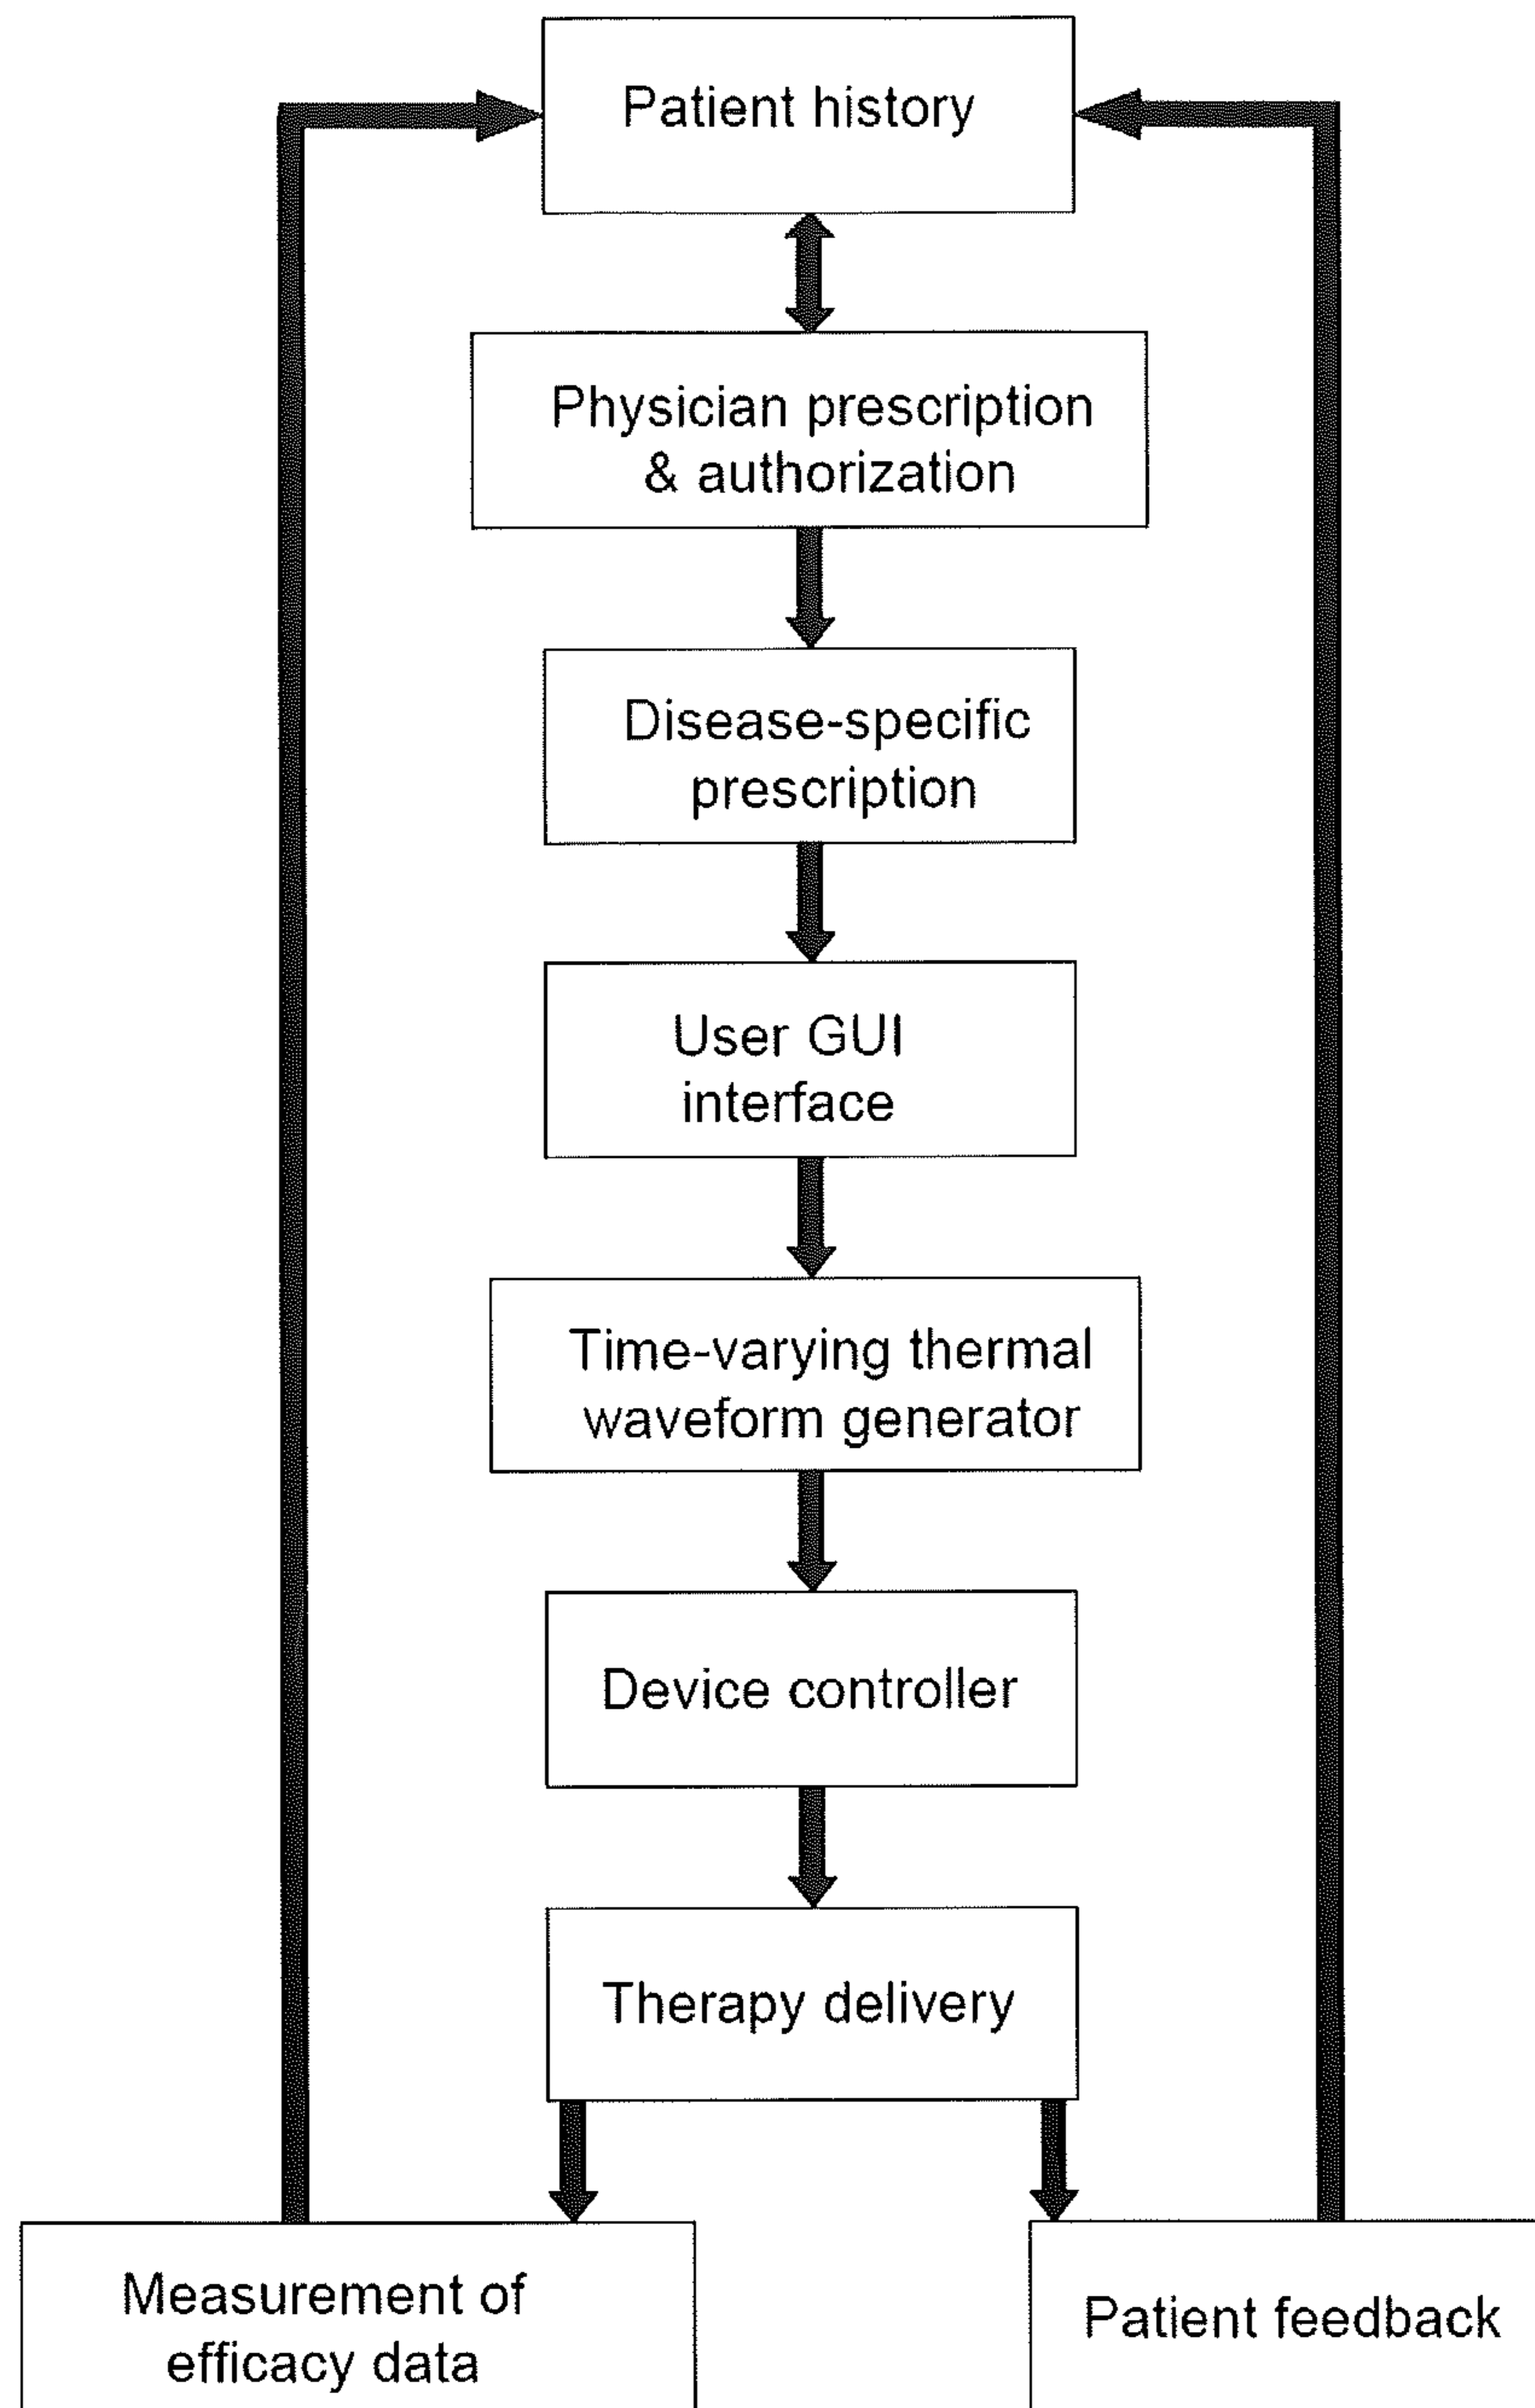 Patient history
Physician prescription
& authorization
Disease-specific
prescription
User GUI
interface
Time-varying thermal
waveform generator
Device controller
Therapy delivery
Measurement of
efficacy data
Patient feedback